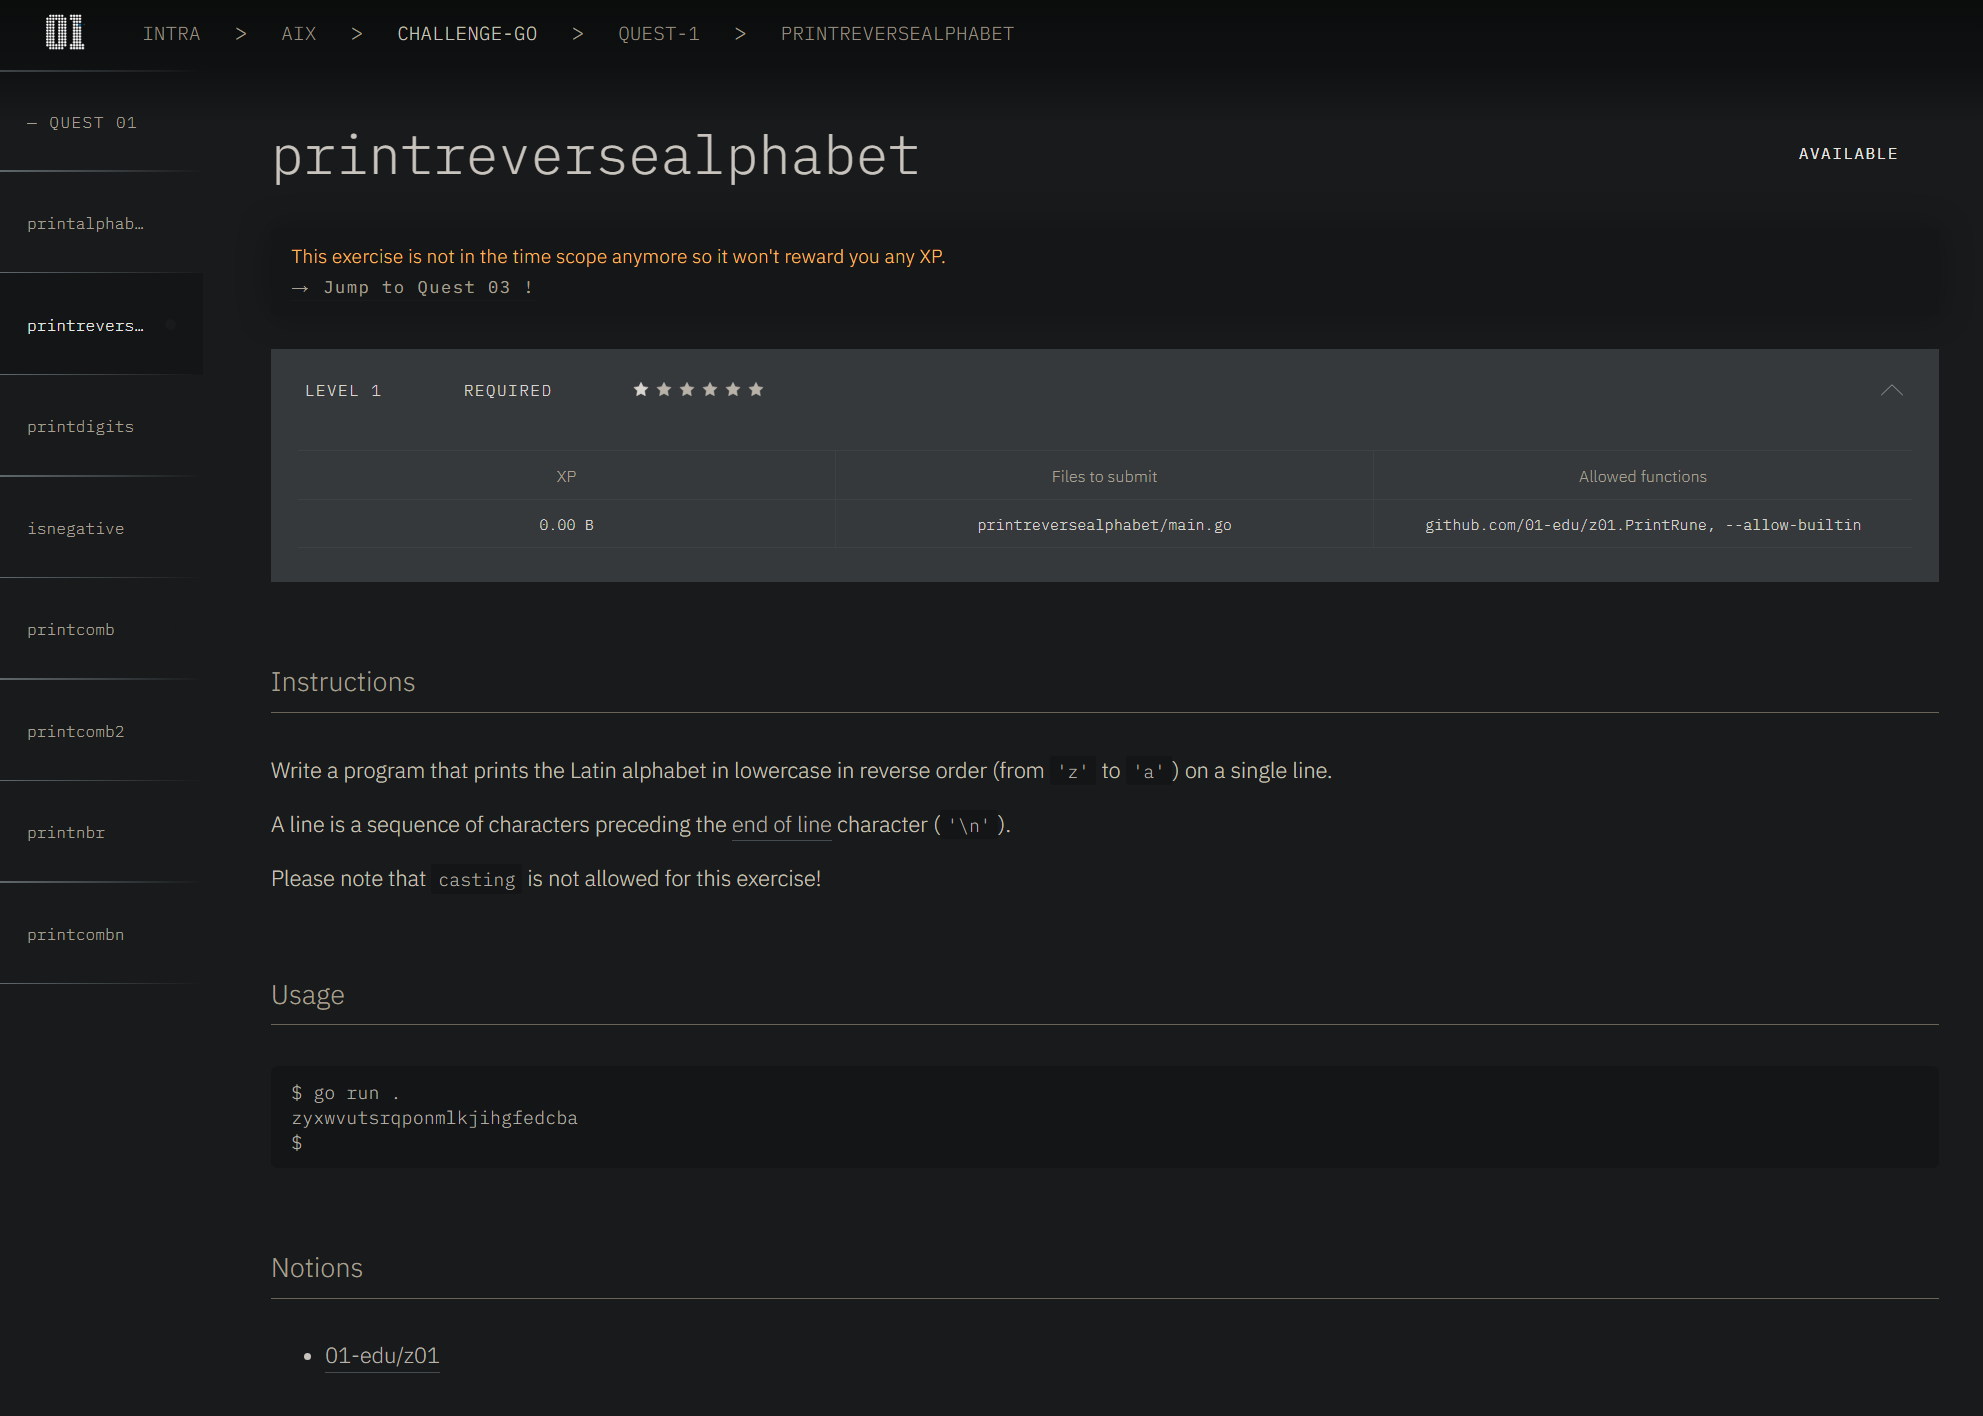 01 INTRA > AIX > CHALLENGE-GO > QUEST-1 > PRINTREVERSEALPHABET
— QUEST 01
printalphab…
printrevers…
printdigits
isnegative
printcomb
printcomb2
printnbr
printcombn
printreversealphabet
AVAILABLE
This exercise is not in the time scope anymore so it won't reward you any XP.
→ Jump to Quest 03 !
LEVEL 1 REQUIRED ★★★★★★
XP Files to submit Allowed functions
0.00 B printreversealphabet/main.go github.com/01-edu/z01.PrintRune, --allow-builtin
Instructions
Write a program that prints the Latin alphabet in lowercase in reverse order (from 'z' to 'a') on a single line.
A line is a sequence of characters preceding the end of line character ('\n').
Please note that casting is not allowed for this exercise!
Usage
$ go run .
zyxwvutsrqponmlkjihgfedcba
$
Notions
• 01-edu/z01